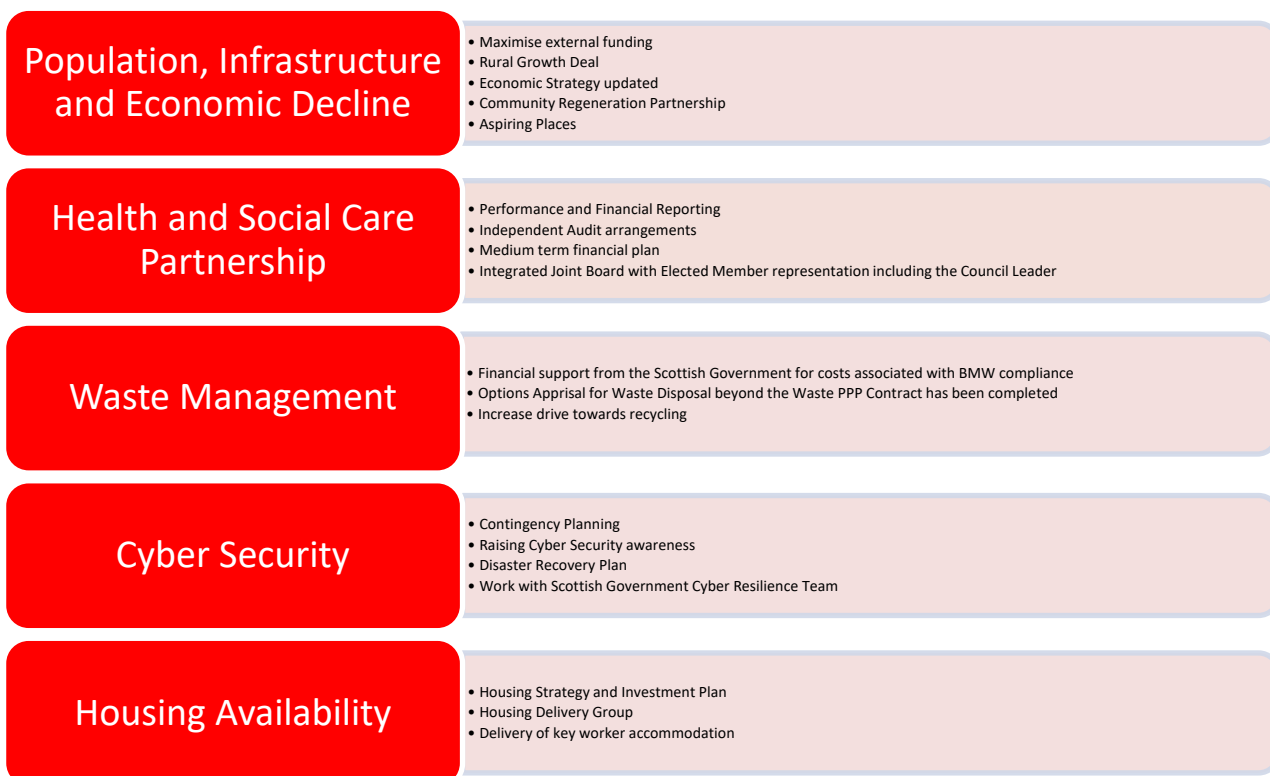 Population, Infrastructure
and Economic Decline
• Maximise external funding
• Rural Growth Deal
• Economic Strategy updated
• Community Regeneration Partnership
• Aspiring Places
Health and Social Care
Partnership
• Performance and Financial Reporting
• Independent Audit arrangements
• Medium term financial plan
• Integrated Joint Board with Elected Member representation including the Council Leader
Waste Management
• Financial support from the Scottish Government for costs associated with BMW compliance
• Options Apprisal for Waste Disposal beyond the Waste PPP Contract has been completed
• Increase drive towards recycling
Cyber Security
• Contingency Planning
• Raising Cyber Security awareness
• Disaster Recovery Plan
• Work with Scottish Government Cyber Resilience Team
Housing Availability
• Housing Strategy and Investment Plan
• Housing Delivery Group
• Delivery of key worker accommodation